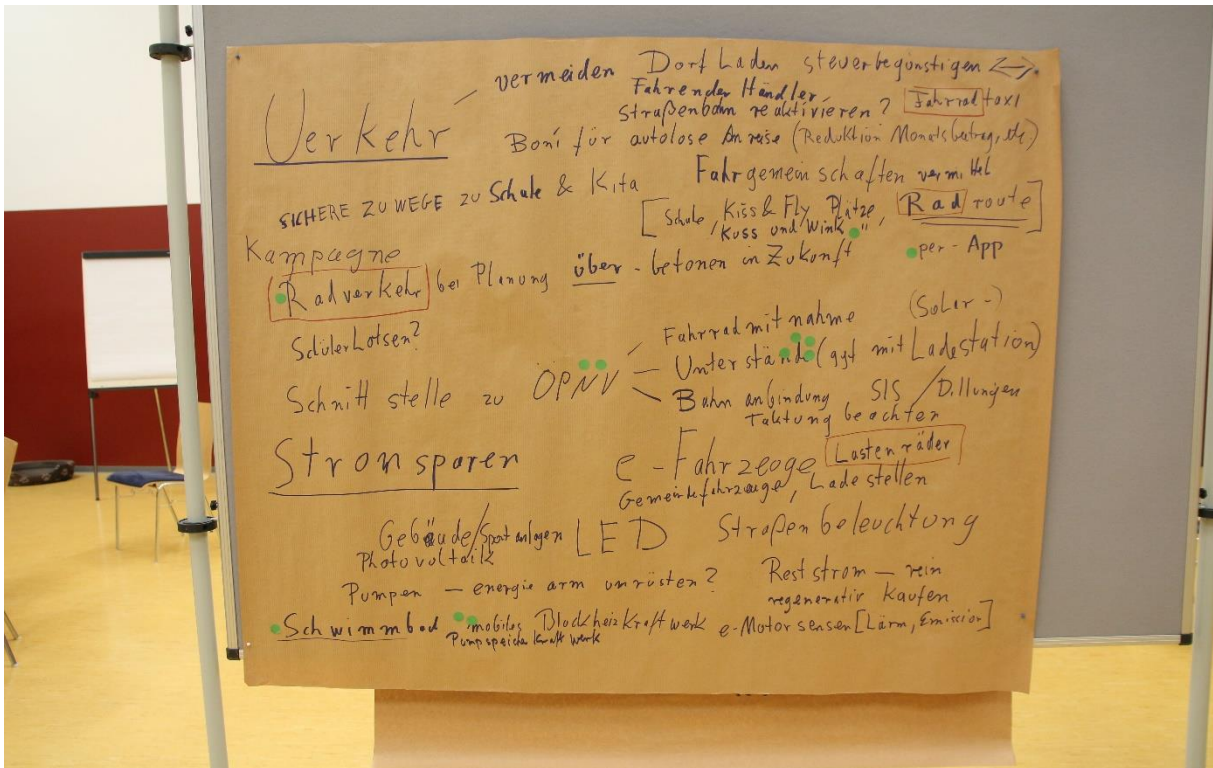 vermeiden Dorf Laden steuerbegünstigen <->
Fahrender Händler
Straßenbahn reaktivieren? Fahrradtaxi
Verkehr
Boni für autolose Anreise (Reduktion Monatsbeitrag, etc.)
Fahrgemeinschaften vermittel
SICHERE ZUWEGE ZU Schule & Kita
[Schule, Kiss & Fly, Plätze, Radroute]
"Kuss und Wink"
Kampagne
per-App
Radverkehr bei Planung über-betonen in Zukunft
Schülerlotsen?
Fahrradmitnahme (Solar-)
Schnittstelle zu ÖPNV
Unterstände (ggf mit Ladestation)
Bahnanbindung SIS / Dillungen
Taktung beachten
Stromsparen
e-Fahrzeuge Lastenräder
Gemeindefahrzeuge, Ladestellen
Gebäude/Sportanlagen LED Straßenbeleuchtung
Photovoltaik
Pumpen - energiearm umrüsten? Reststrom - rein
regenerativ kaufen
Schwimmbad mobiles Blockheizkraftwerk e-Motorsensen [Lärm, Emission]
Pumpspeicherkraftwerk